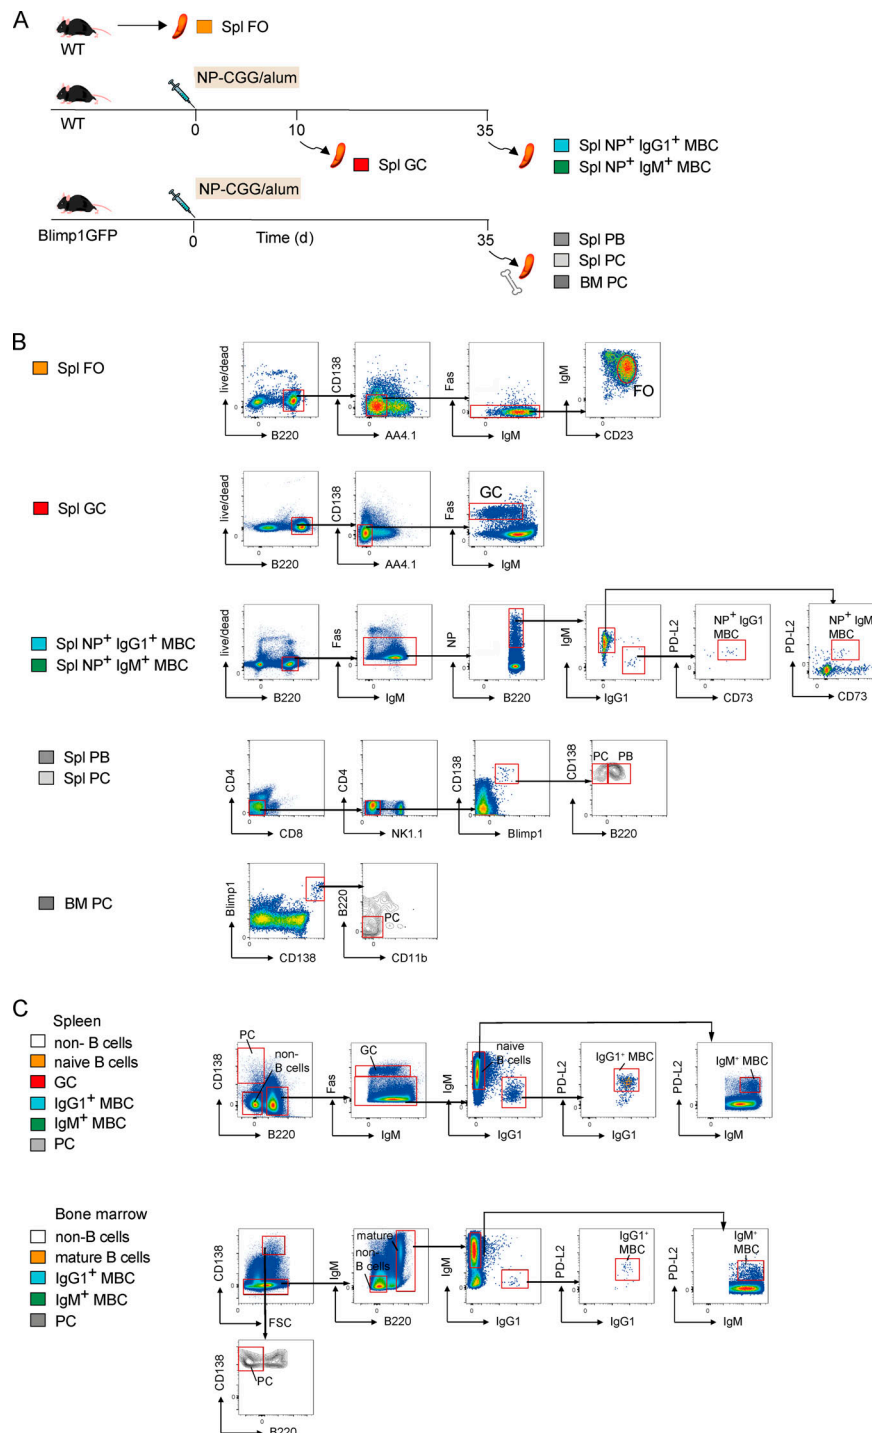 A
WT
Spl FO
NP-CGG/alum
WT
0
10
35
Spl GC
Spl NP+ IgG1+ MBC
Spl NP+ IgM+ MBC
NP-CGG/alum
Blimp1GFP
0
Time (d)
35
Spl PB
Spl PC
BM PC
B
Spl FO
live/dead
B220
CD138
AA4.1
Fas
IgM
IgM
FO
CD23
Spl GC
live/dead
B220
CD138
AA4.1
Fas
GC
IgM
Spl NP+ IgG1+ MBC
Spl NP+ IgM+ MBC
live/dead
B220
Fas
IgM
NP
B220
IgM
IgG1
PD-L2
NP+ IgG1
MBC
CD73
PD-L2
NP+ IgM
MBC
CD73
Spl PB
Spl PC
CD4
CD8
CD4
NK1.1
CD138
Blimp1
CD138
PC PB
B220
BM PC
Blimp1
CD138
B220
PC
CD11b
C
Spleen
non- B cells
naive B cells
GC
IgG1+ MBC
IgM+ MBC
PC
CD138
PC
non-
B cells
B220
Fas
GC
IgM
IgM
naive
B cells
IgG1
PD-L2
IgG1+ MBC
IgG1
PD-L2
IgM+ MBC
IgM
Bone marrow
non-B cells
mature B cells
IgG1+ MBC
IgM+ MBC
PC
CD138
FSC
IgM
mature
non-
B cells
B220
IgM
IgG1
PD-L2
IgG1+
MBC
IgG1
PD-L2
IgM+
MBC
IgM
CD138
PC
B220